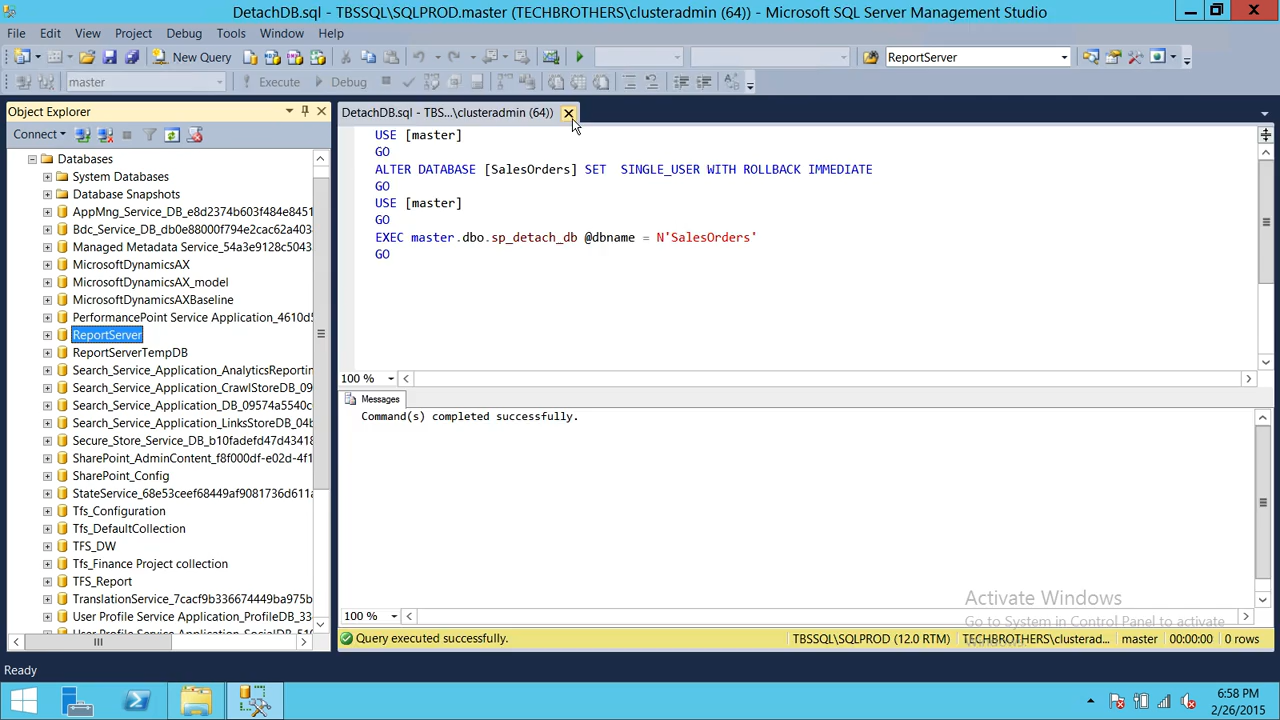 DetachDB.sql - TBSSQL\SQLPROD.master (TECHBROTHERS\clusteradmin (64)) - Microsoft SQL Server Management Studio
File Edit View Project Debug Tools Window Help
New Query
ReportServer
master
Execute
Debug
Object Explorer
DetachDB.sql - TBS...\clusteradmin (64))
Connect
Databases
System Databases
Database Snapshots
AppMng_Service_DB_e8d2374b603f484e8451
Bdc_Service_DB_db0e88000f794e2cac62a403
Managed Metadata Service_54a3e9128c5043
MicrosoftDynamicsAX
MicrosoftDynamicsAX_model
MicrosoftDynamicsAXBaseline
PerformancePoint Service Application_4610d5
ReportServer
ReportServerTempDB
Search_Service_Application_AnalyticsReportin
Search_Service_Application_CrawlStoreDB_09
Search_Service_Application_DB_09574a5540c
Search_Service_Application_LinksStoreDB_04b
Secure_Store_Service_DB_b10fadefd47d43418
SharePoint_AdminContent_f8f000df-e02d-4f1
SharePoint_Config
StateService_68e53ceef68449af9081736d611a
Tfs_Configuration
Tfs_DefaultCollection
TFS_DW
Tfs_Finance Project collection
TFS_Report
TranslationService_7cacf9b336674449ba975b
User Profile Service Application_ProfileDB_33
USE [master]
GO
ALTER DATABASE [SalesOrders] SET  SINGLE_USER WITH ROLLBACK IMMEDIATE
GO
USE [master]
GO
EXEC master.dbo.sp_detach_db @dbname = N'SalesOrders'
GO
100 %
Messages
Command(s) completed successfully.
Activate Windows
Go to System in Control Panel to activate
Windows.
100 %
Query executed successfully.
TBSSQL\SQLPROD (12.0 RTM)
TECHBROTHERS\clusterad...
master
00:00:00
0 rows
Ready
6:58 PM
2/26/2015